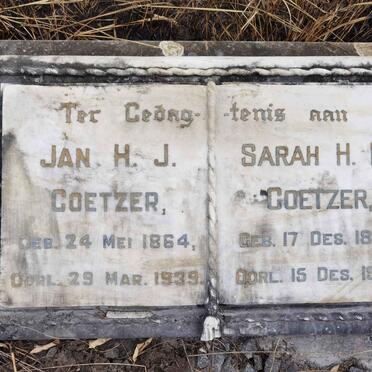 Ter Gedag-
JAN H. J.
COETZER,
GEB. 24 MEI 1864,
OORL. 29 MAR. 1939.
-tenis aan
SARAH H.
COETZER,
GEB. 17 DES.
OORL. 15 DES.